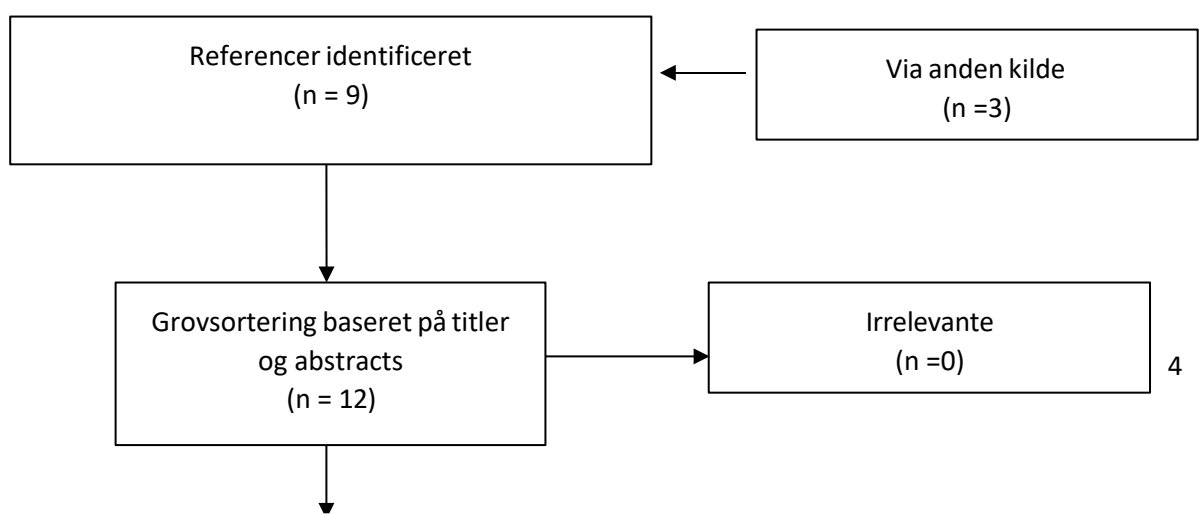 Referencer identificeret
(n = 9)
Via anden kilde
(n =3)
Grovsortering baseret på titler
og abstracts
(n = 12)
Irrelevante
(n =0)
4